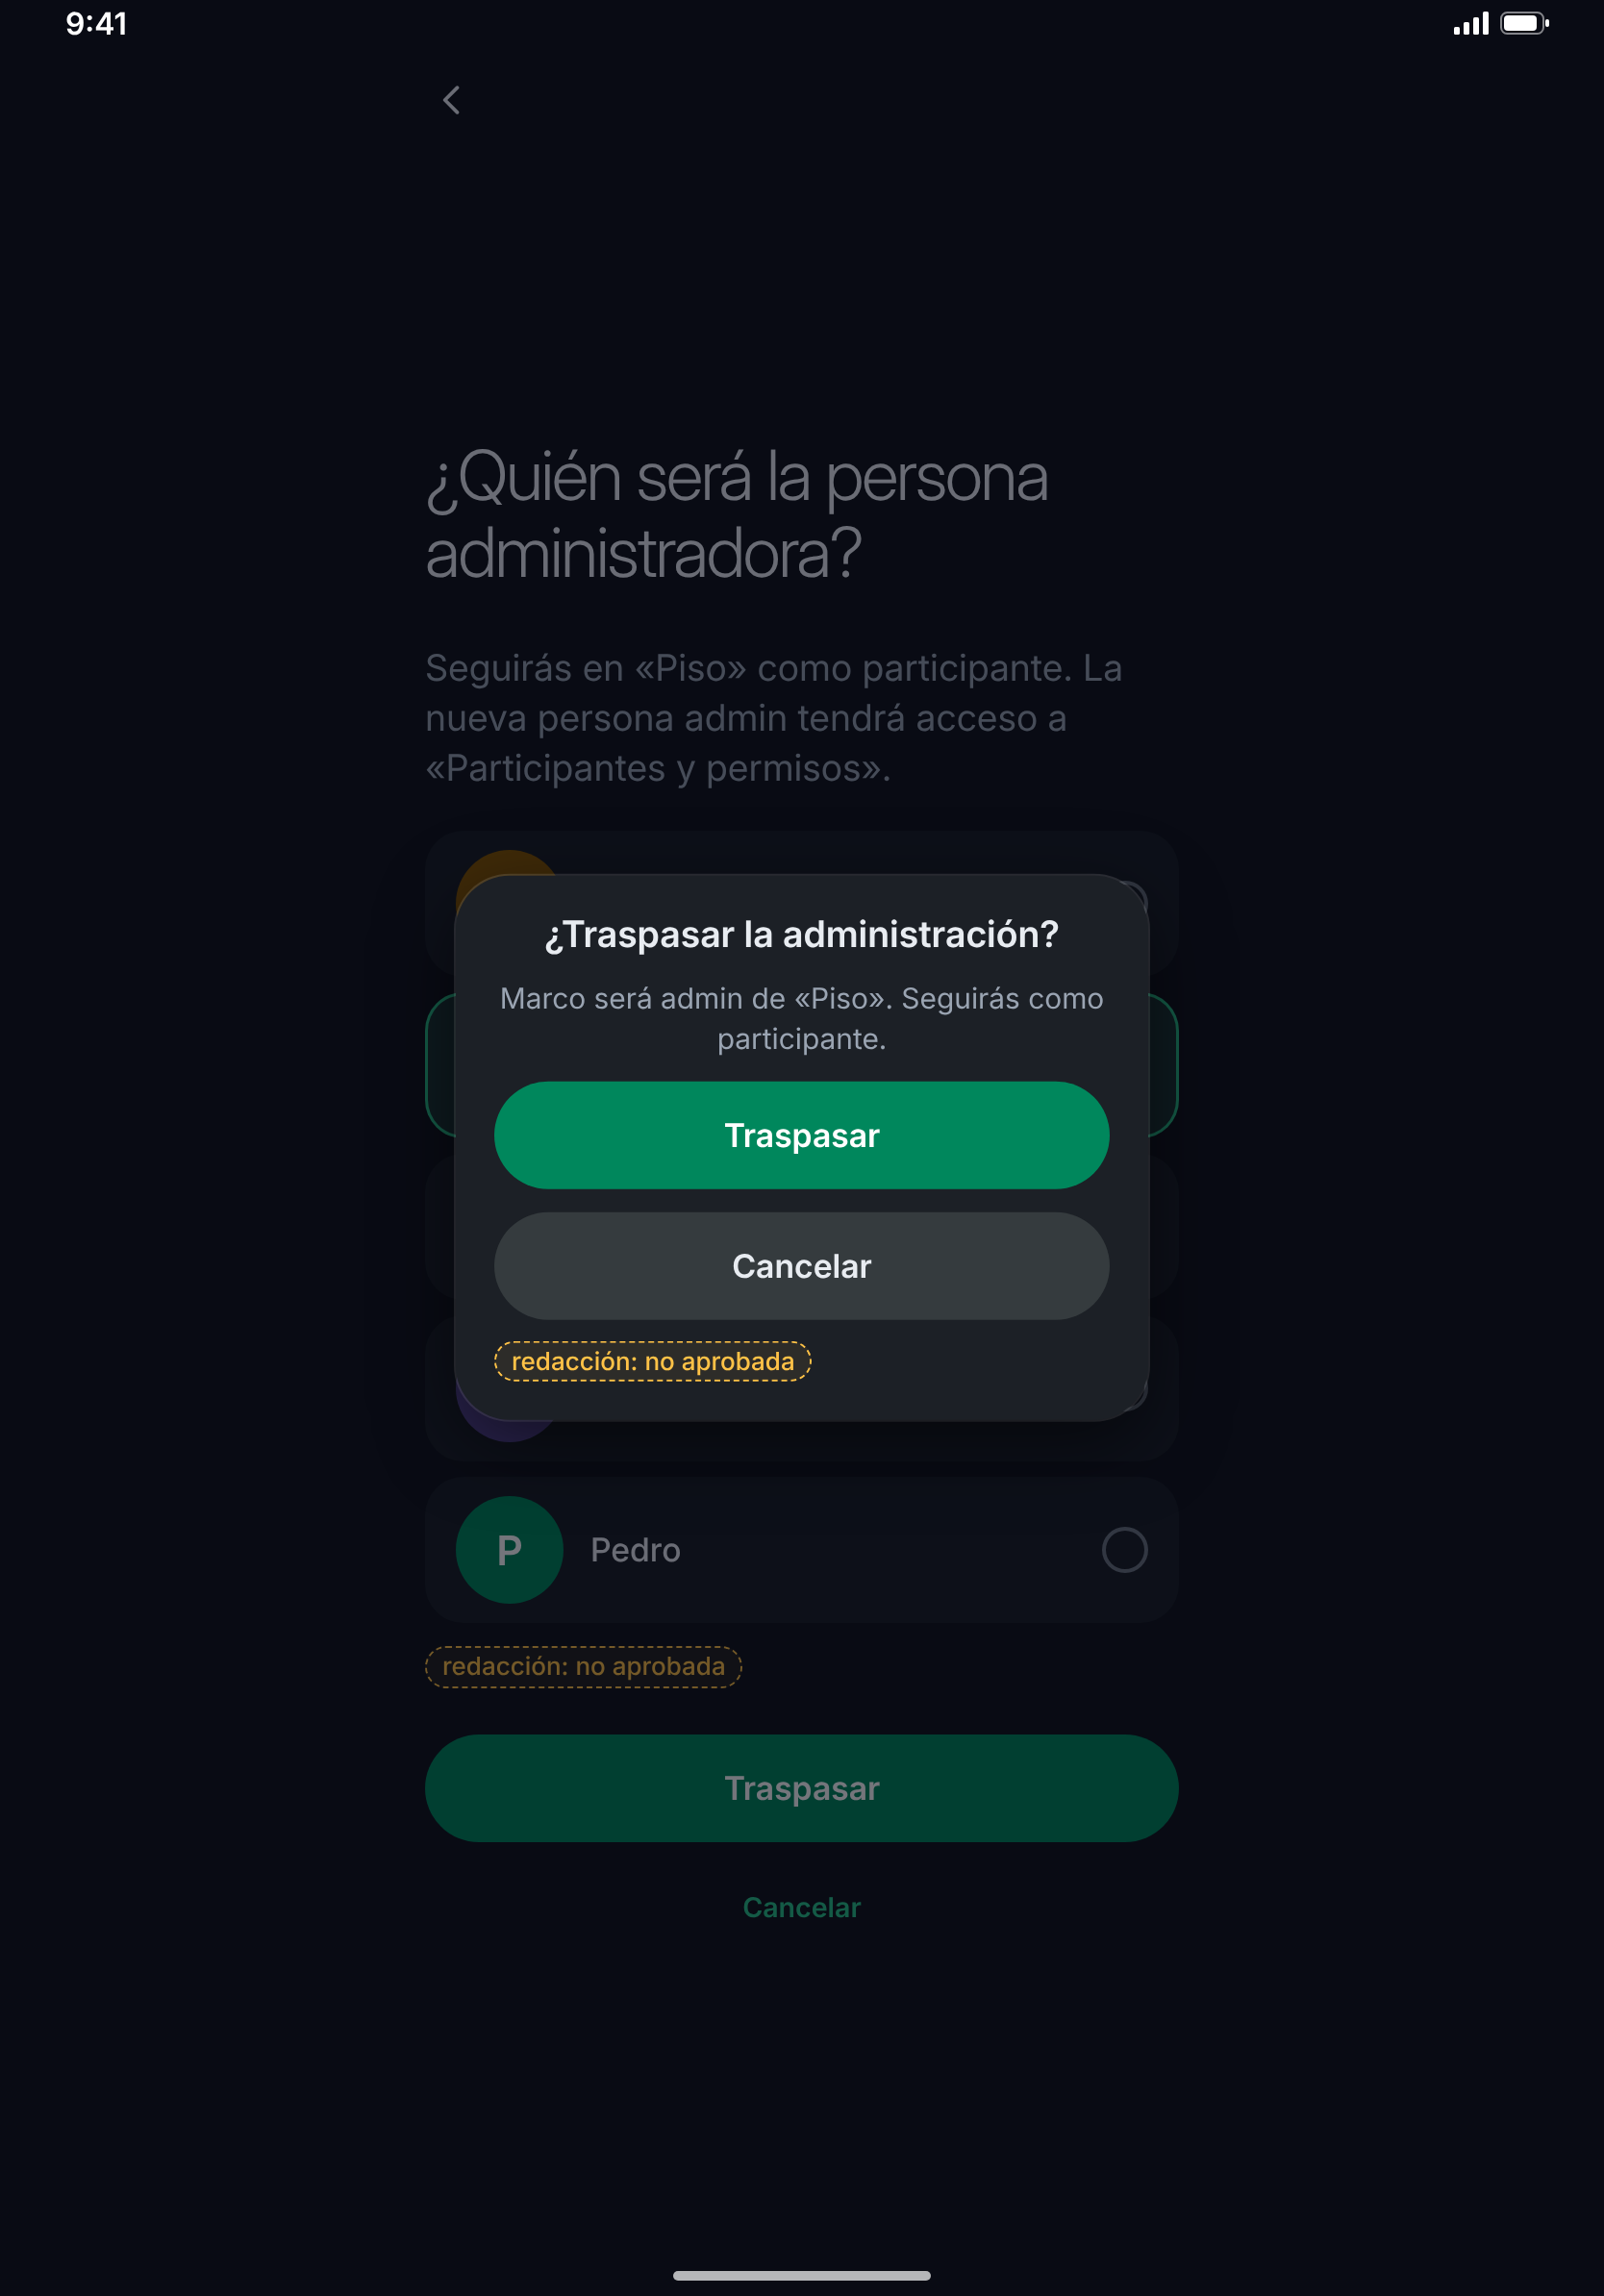 9:41
¿Quién será la persona
administradora?
Seguirás en «Piso» como participante. La
nueva persona admin tendrá acceso a
«Participantes y permisos».
¿Traspasar la administración?
Marco será admin de «Piso». Seguirás como
participante.
Traspasar
Cancelar
redacción: no aprobada
P Pedro
redacción: no aprobada
Traspasar
Cancelar